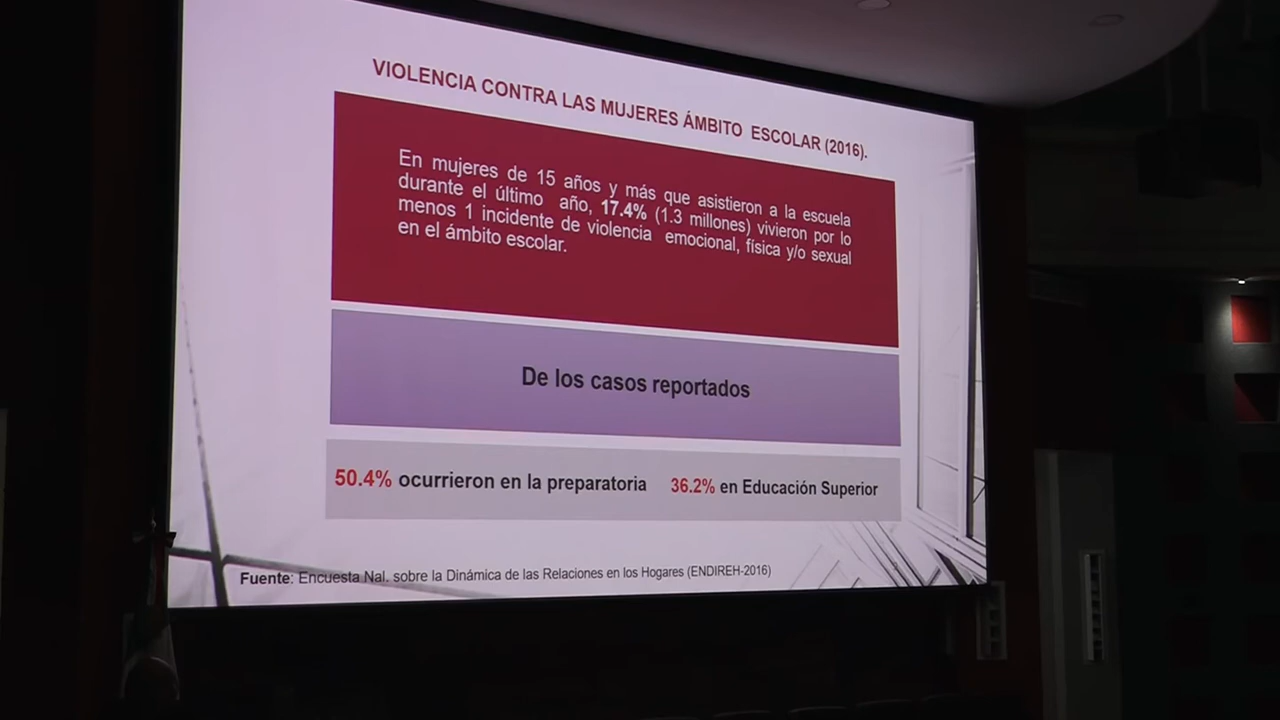 VIOLENCIA CONTRA LAS MUJERES ÁMBITO ESCOLAR (2016).
En mujeres de 15 años y más que asistieron a la escuela
durante el último año, 17.4% (1.3 millones) vivieron por lo
menos 1 incidente de violencia emocional, física y/o sexual
en el ámbito escolar.
De los casos reportados
50.4% ocurrieron en la preparatoria 36.2% en Educación Superior
Fuente: Encuesta Nal. sobre la Dinámica de las Relaciones en los Hogares (ENDIREH-2016)